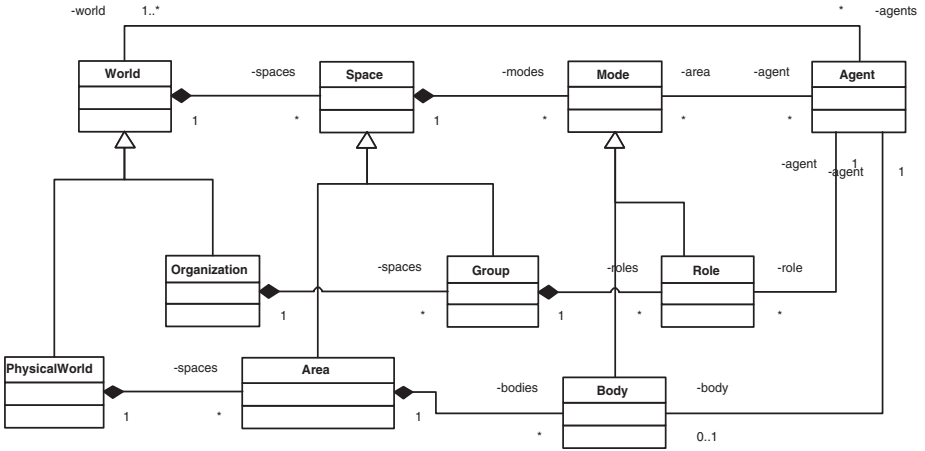 -world 1..* * -agents
World -spaces Space -modes Mode -area -agent Agent
1 * 1 * * *
-agent 1
-agent 1
Organization -spaces Group -roles Role -role
1 * 1 * *
PhysicalWorld -spaces Area -bodies Body -body
1 * 1 * 0..1